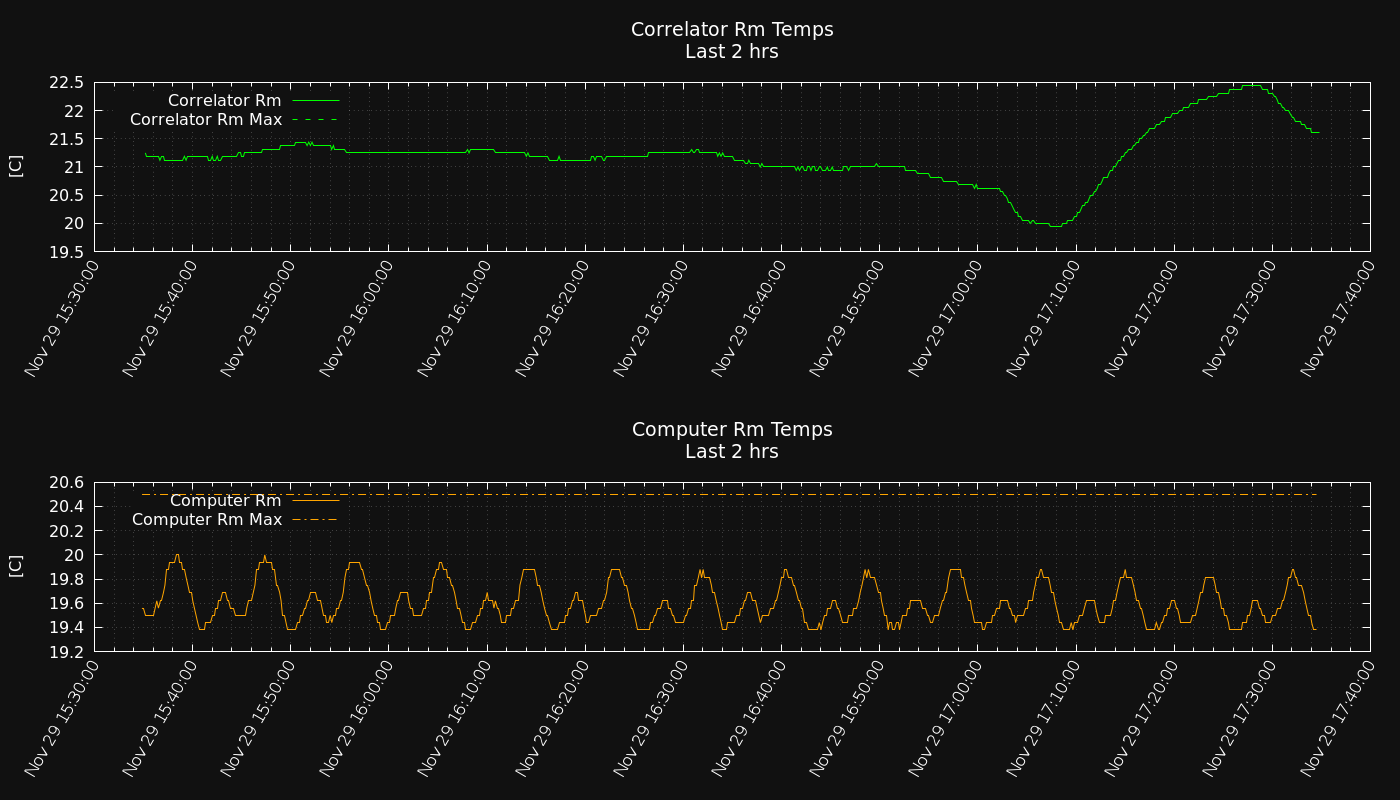 Correlator Rm Temps
Last 2 hrs
22.5
22
21.5
21
20.5
20
19.5
[C]
Correlator Rm
Correlator Rm Max
Nov 29 15:30:00
Nov 29 15:40:00
Nov 29 15:50:00
Nov 29 16:00:00
Nov 29 16:10:00
Nov 29 16:20:00
Nov 29 16:30:00
Nov 29 16:40:00
Nov 29 16:50:00
Nov 29 17:00:00
Nov 29 17:10:00
Nov 29 17:20:00
Nov 29 17:30:00
Nov 29 17:40:00
Computer Rm Temps
Last 2 hrs
20.6
20.4
20.2
20
19.8
19.6
19.4
19.2
[C]
Computer Rm
Computer Rm Max
Nov 29 15:30:00
Nov 29 15:40:00
Nov 29 15:50:00
Nov 29 16:00:00
Nov 29 16:10:00
Nov 29 16:20:00
Nov 29 16:30:00
Nov 29 16:40:00
Nov 29 16:50:00
Nov 29 17:00:00
Nov 29 17:10:00
Nov 29 17:20:00
Nov 29 17:30:00
Nov 29 17:40:00